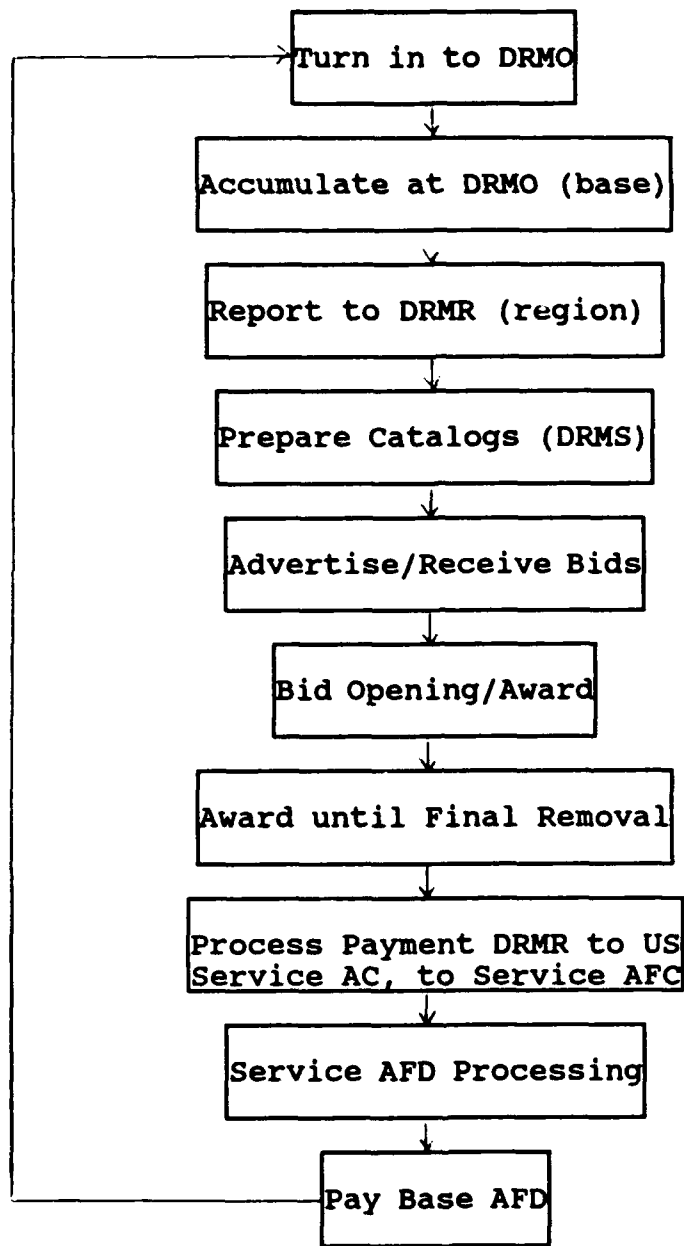 Turn in to DRMO
Accumulate at DRMO (base)
Report to DRMR (region)
Prepare Catalogs (DRMS)
Advertise/Receive Bids
Bid Opening/Award
Award until Final Removal
Process Payment DRMR to US
Service AC, to Service AFC
Service AFD Processing
Pay Base AFD